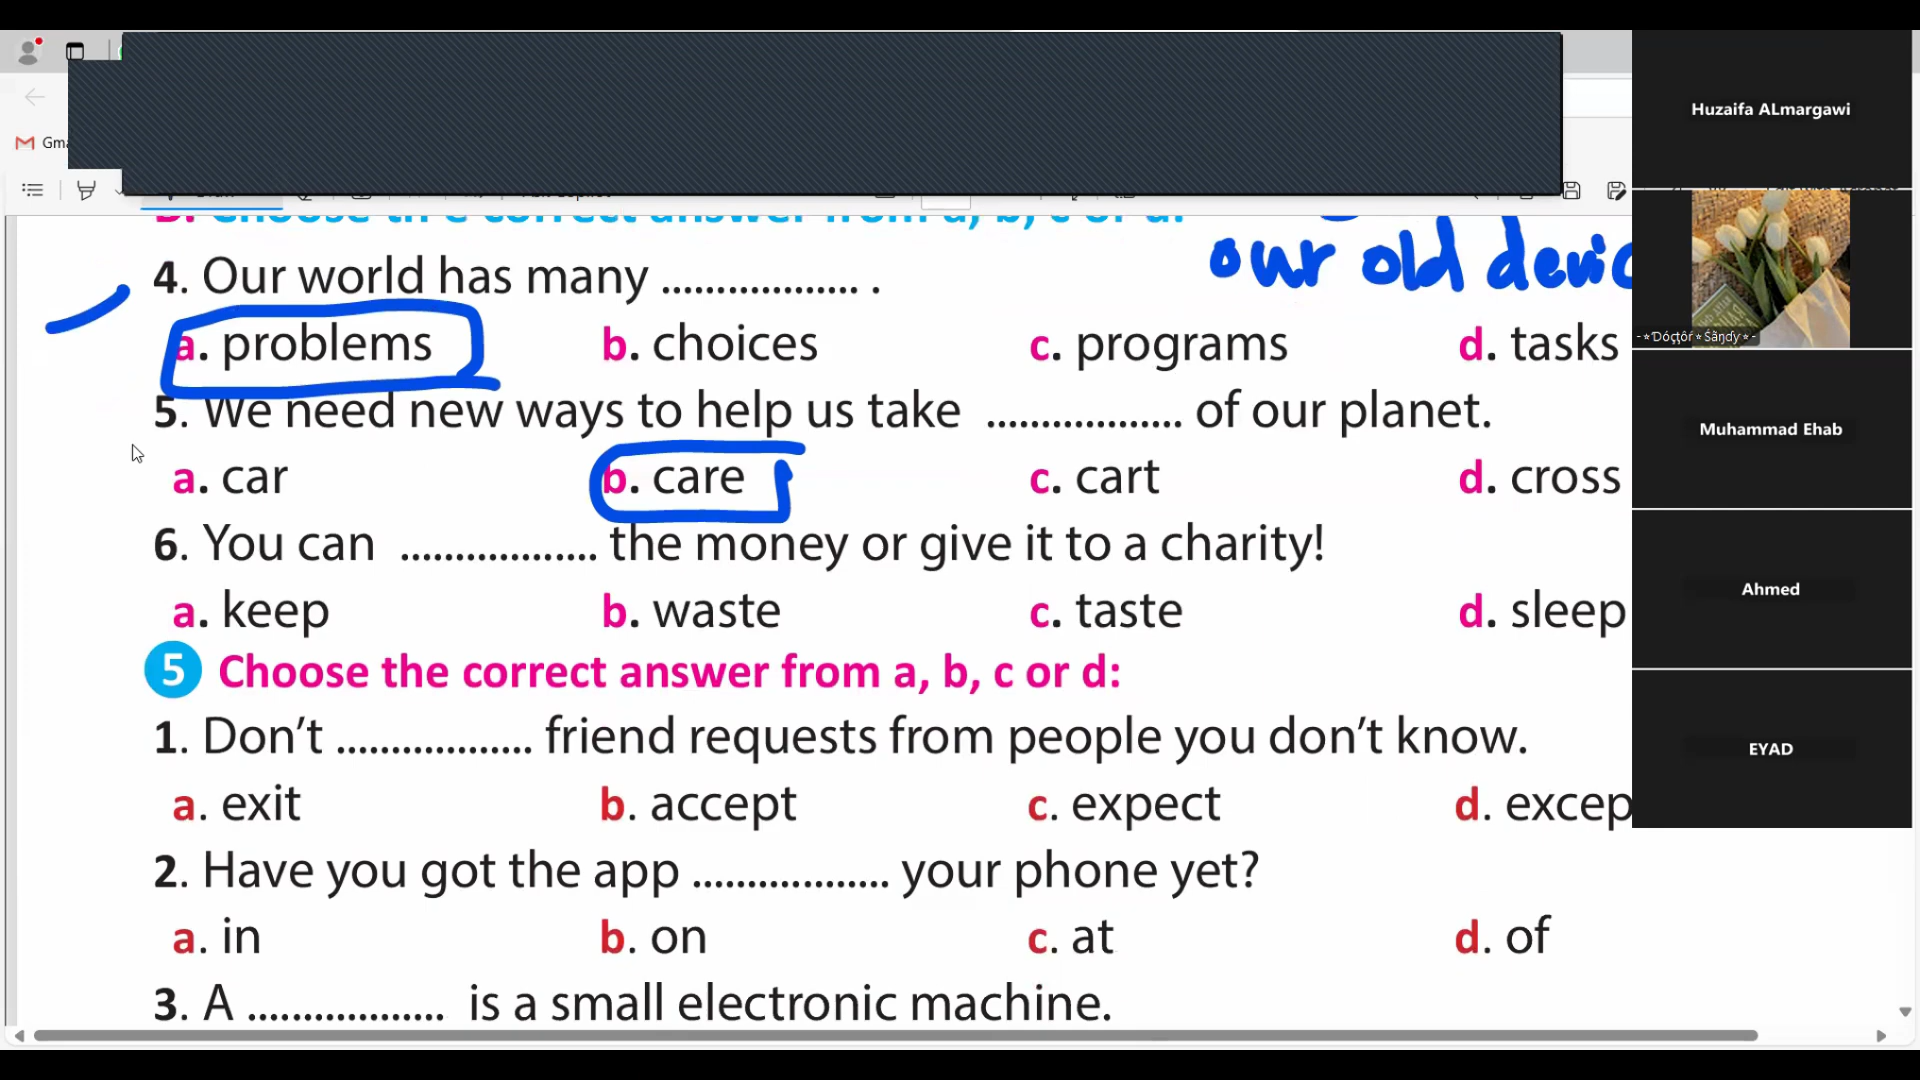 Huzaifa ALmargawi
Gma
our old devic
4. Our world has many .................. .
a. problems b. choices c. programs d. tasks
5. We need new ways to help us take .................. of our planet.
a. car b. care c. cart d. cross
6. You can .................. the money or give it to a charity!
a. keep b. waste c. taste d. sleep
5 Choose the correct answer from a, b, c or d:
1. Don't .................. friend requests from people you don't know.
a. exit b. accept c. expect d. excep
2. Have you got the app .................. your phone yet?
a. in b. on c. at d. of
3. A .................. is a small electronic machine.
Muhammad Ehab
Ahmed
EYAD